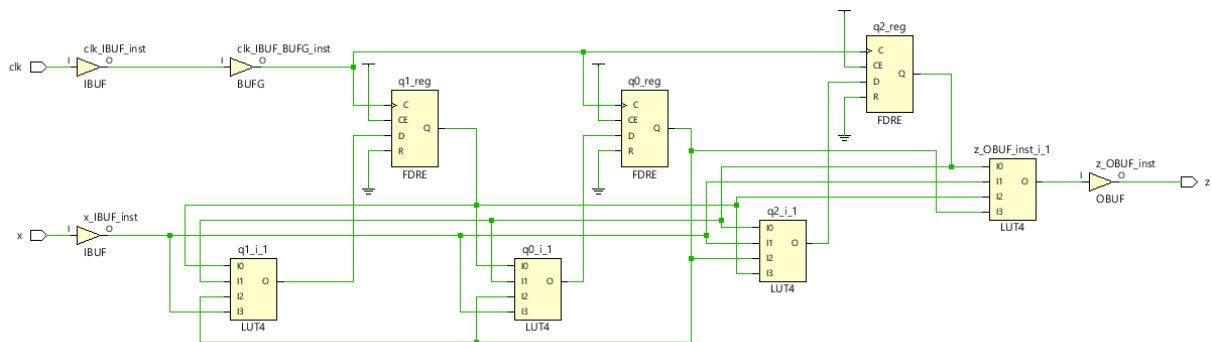 q2_reg
clk_IBUF_inst
clk_IBUF_BUFG_inst
clk
I
O
IBUF
I
O
BUFG
C
CE
D
R
Q
FDRE
q1_reg
C
CE
D
R
Q
FDRE
q0_reg
C
CE
D
R
Q
FDRE
z_OBUF_inst_i_1
I0
I1
I2
I3
O
LUT4
z_OBUF_inst
I
O
OBUF
z
x_IBUF_inst
x
I
O
IBUF
q1_i_1
I0
I1
I2
I3
O
LUT4
q0_i_1
I0
I1
I2
I3
O
LUT4
q2_i_1
I0
I1
I2
I3
O
LUT4